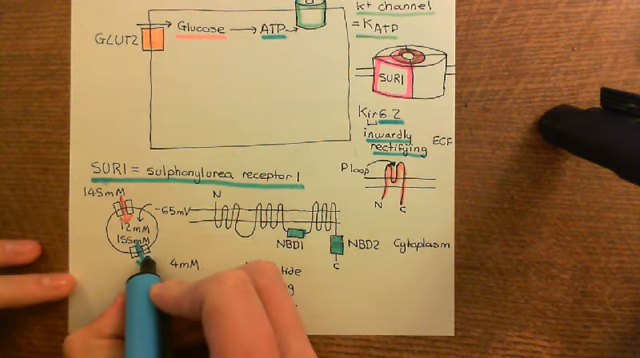 K+ channel
= KATP
GLUT2
Glucose → ATP →
SUR1
Kir6.2
inwardly
rectifying
ECF
P loop
N C
SUR1 = sulphonylurea receptor 1
145mM
-65mV
12mM
155mM
4mM
N
NBD1
NBD2
C
Cytoplasm